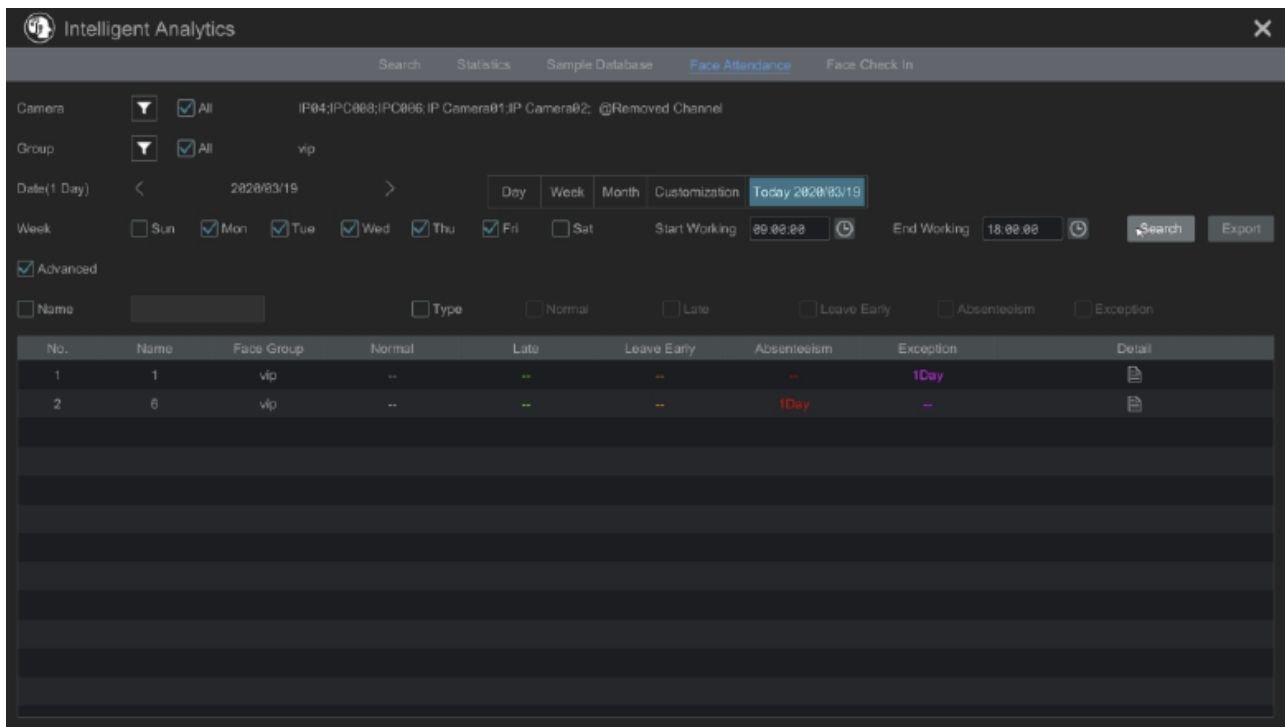 Intelligent Analytics
Search Statistics Sample Database Face Attendance Face Check In
Camera All IP04;IPC008;IPC006;IP Camera01;IP Camera02; @Removed Channel
Group All vip
Date(1 Day) < 2020/03/19 > Day Week Month Customization Today 2020/03/19
Week Sun Mon Tue Wed Thu Fri Sat Start Working 09:00:00 End Working 18:00:00 Search Export
Advanced
Name Type Normal Late Leave Early Absenteeism Exception
No. Name Face Group Normal Late Leave Early Absenteeism Exception Detail
1 1 vip -- -- -- -- 1Day
2 6 vip -- -- -- 1Day --